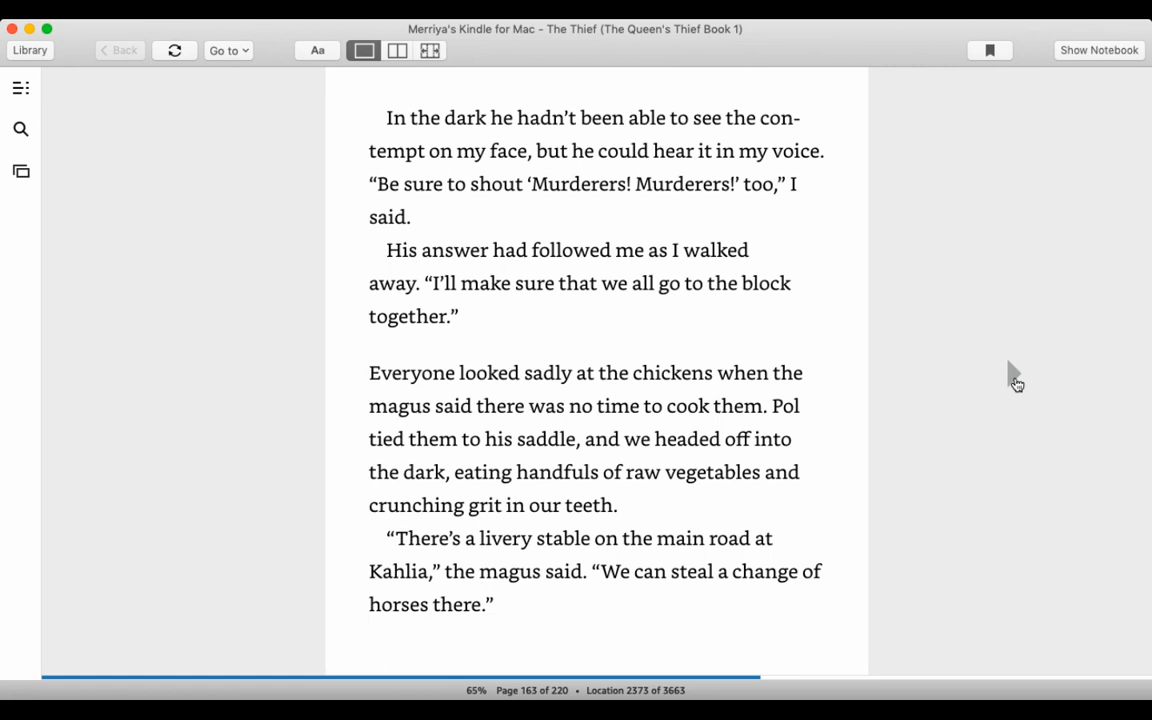 Merriya's Kindle for Mac - The Thief (The Queen's Thief Book 1)
Library
Back
Go to
Aa
Show Notebook
In the dark he hadn’t been able to see the con-
tempt on my face, but he could hear it in my voice.
“Be sure to shout ‘Murderers! Murderers!’ too,” I
said.
His answer had followed me as I walked
away. “I’ll make sure that we all go to the block
together.”
Everyone looked sadly at the chickens when the
magus said there was no time to cook them. Pol
tied them to his saddle, and we headed off into
the dark, eating handfuls of raw vegetables and
crunching grit in our teeth.
“There’s a livery stable on the main road at
Kahlia,” the magus said. “We can steal a change of
horses there.”
65% Page 163 of 220 • Location 2373 of 3663